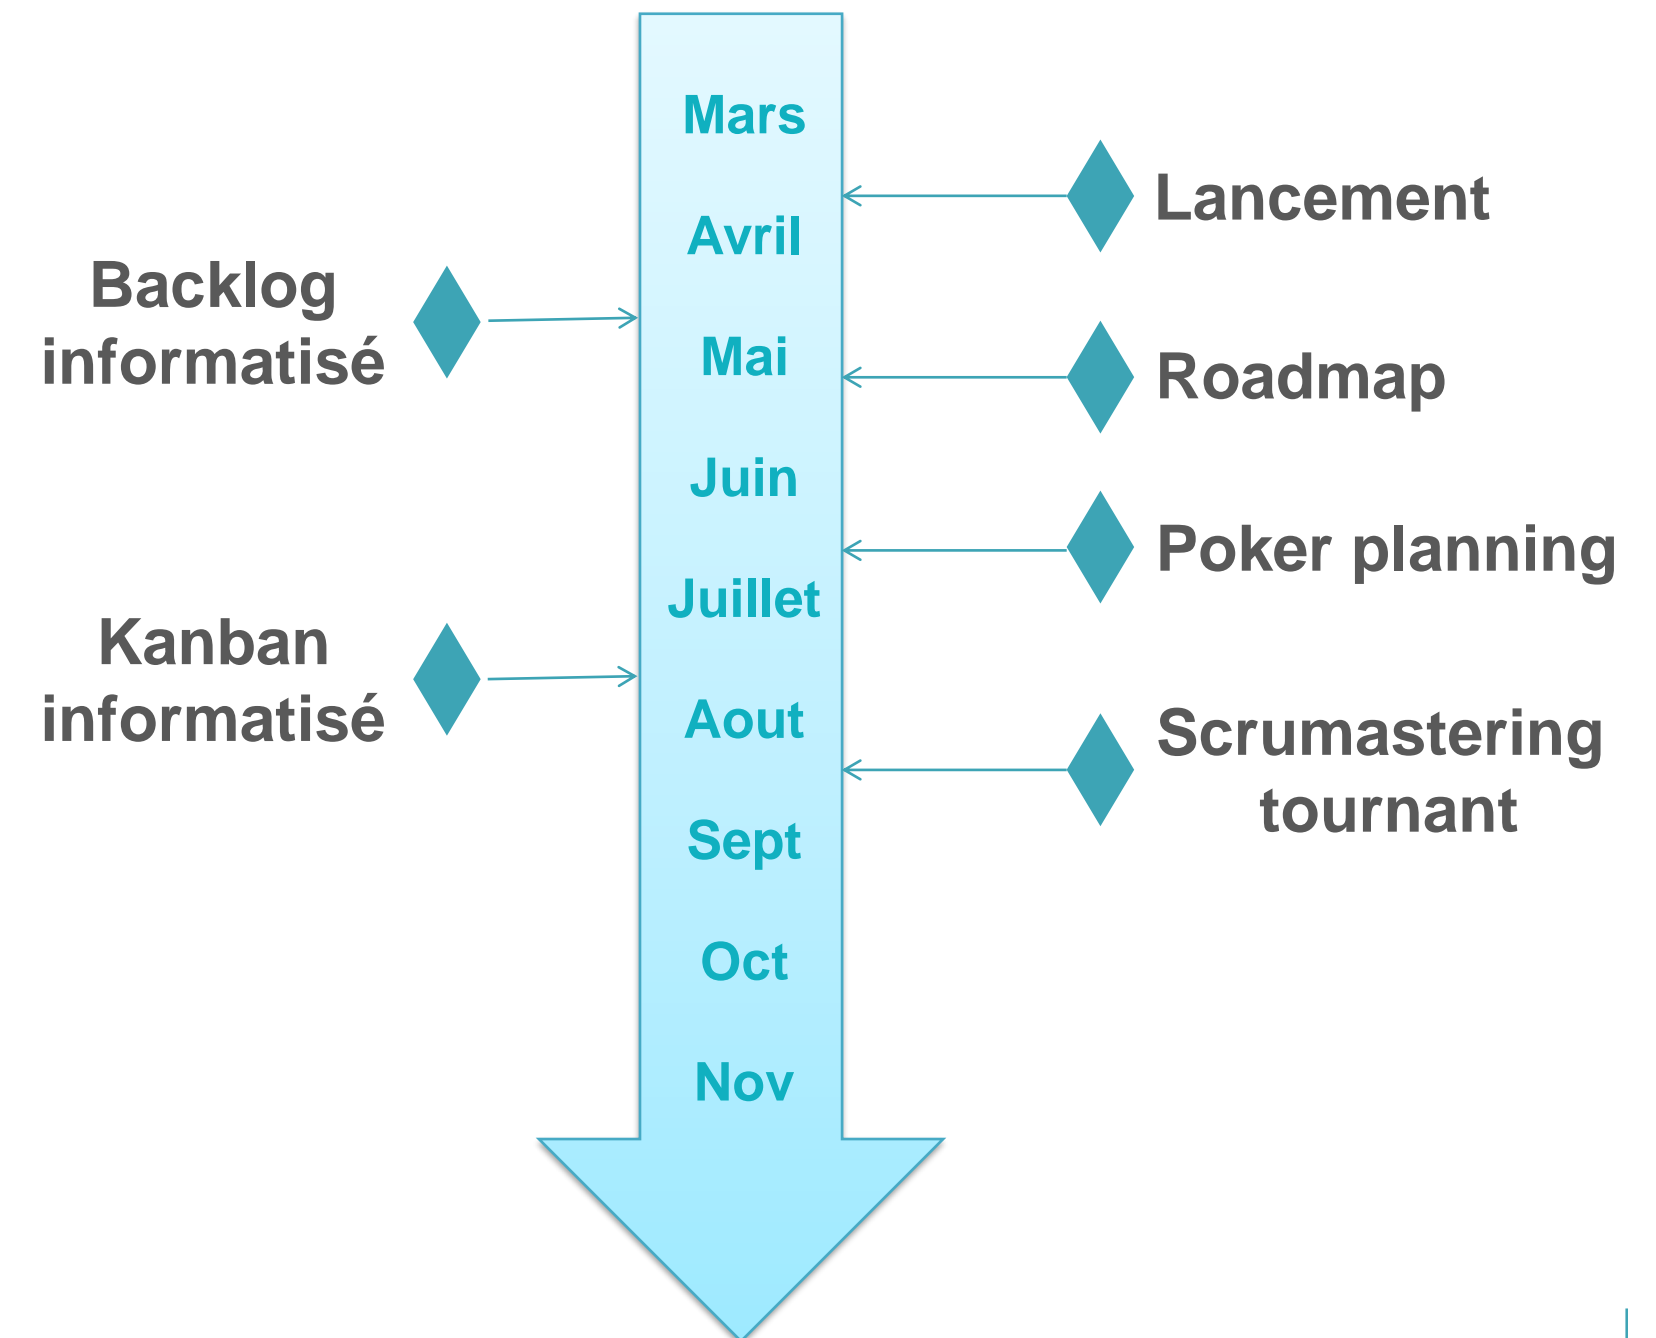 Mars
Lancement
Avril
Backlog
informatisé
Mai
Roadmap
Juin
Poker planning
Juillet
Kanban
informatisé
Aout
Scrumastering
tournant
Sept
Oct
Nov